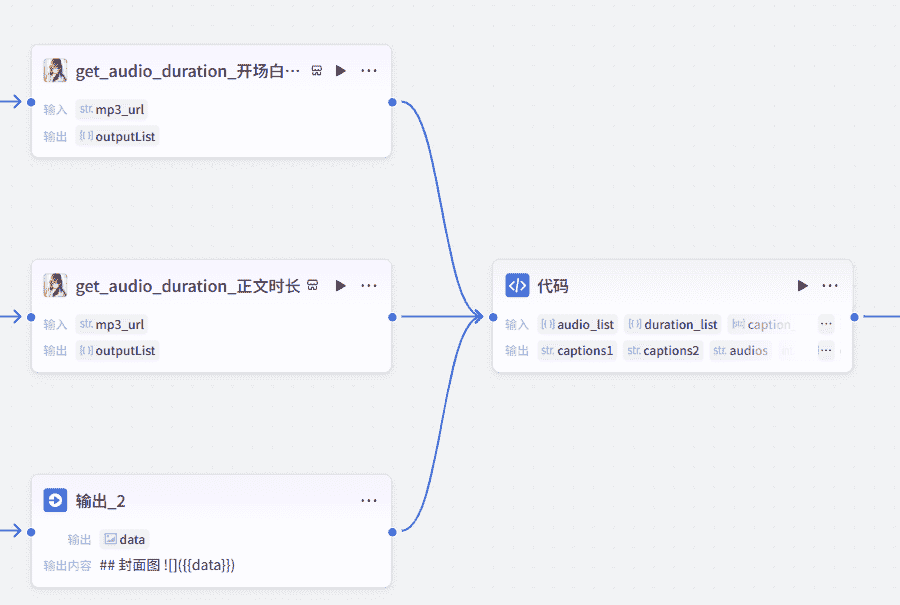 get_audio_duration_开场白···
输入 str. mp3_url
输出 [()] outputList
get_audio_duration_正文时长
输入 str. mp3_url
输出 [()] outputList
输出_2
输出 data
输出内容 ## 封面图 ![]({{data}})
代码
输入 [()] audio_list [()] duration_list caption
输出 str. captions1 str. captions2 str. audios